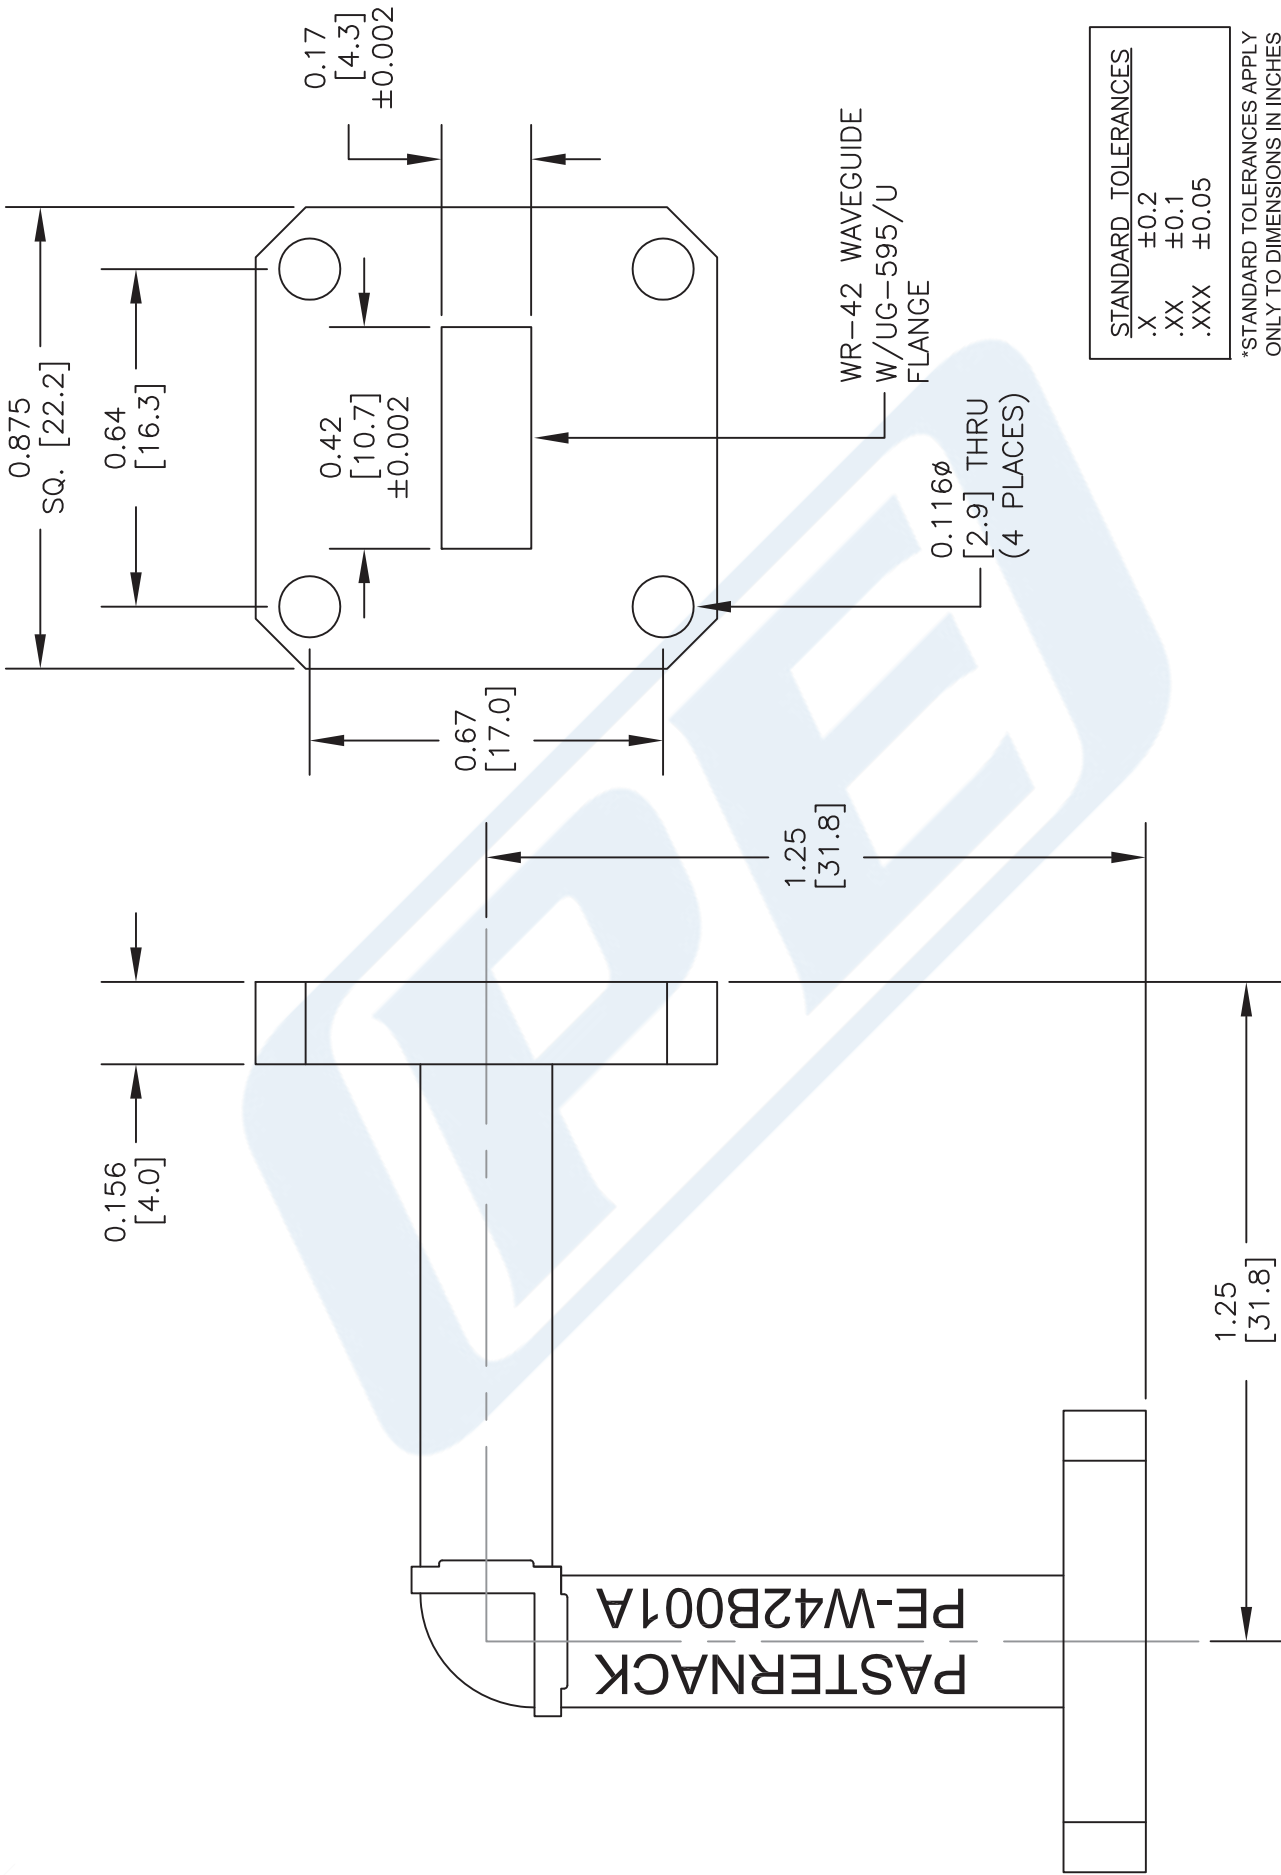 0.875
SQ. [22.2]
0.64
[16.3]
0.42
[10.7]
±0.002
0.17
[4.3]
±0.002
0.67
[17.0]
WR-42 WAVEGUIDE
W/UG-595/U
FLANGE
0.116ø
[2.9] THRU
(4 PLACES)
0.156
[4.0]
1.25
[31.8]
1.25
[31.8]
PASTERNACK
PE-W42B001A
PE
STANDARD TOLERANCES
.X ±0.2
.XX ±0.1
.XXX ±0.05
*STANDARD TOLERANCES APPLY
ONLY TO DIMENSIONS IN INCHES